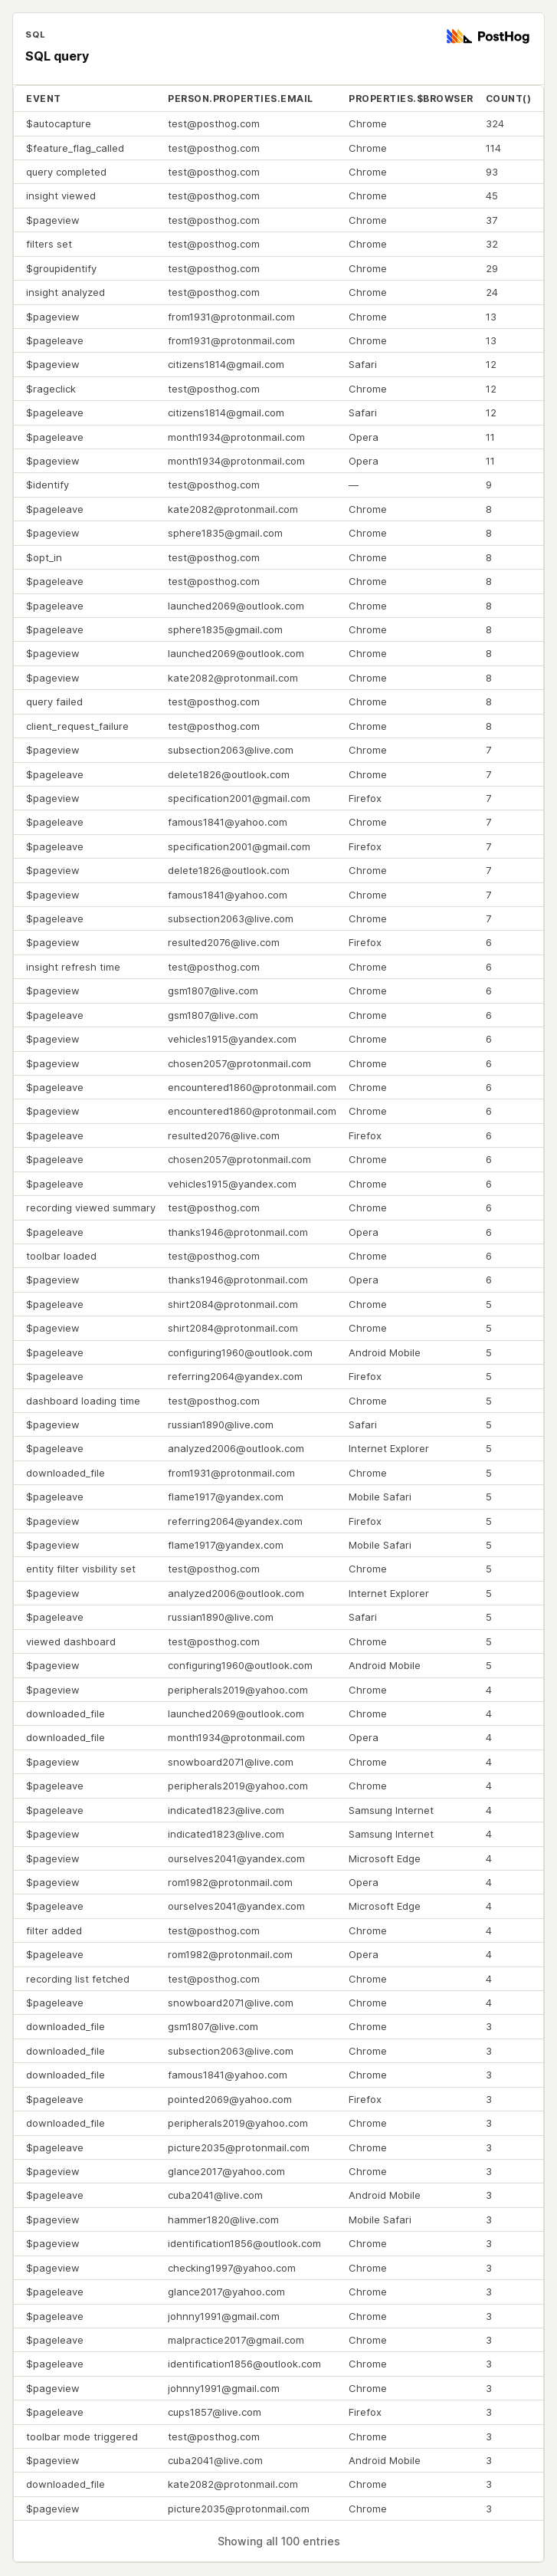 SQL
PostHog
SQL query
EVENT PERSON.PROPERTIES.EMAIL PROPERTIES.$BROWSER COUNT()
$autocapture test@posthog.com Chrome 324
$feature_flag_called test@posthog.com Chrome 114
query completed test@posthog.com Chrome 93
insight viewed test@posthog.com Chrome 45
$pageview test@posthog.com Chrome 37
filters set test@posthog.com Chrome 32
$groupidentify test@posthog.com Chrome 29
insight analyzed test@posthog.com Chrome 24
$pageview from1931@protonmail.com Chrome 13
$pageleave from1931@protonmail.com Chrome 13
$pageview citizens1814@gmail.com Safari 12
$rageclick test@posthog.com Chrome 12
$pageleave citizens1814@gmail.com Safari 12
$pageleave month1934@protonmail.com Opera 11
$pageview month1934@protonmail.com Opera 11
$identify test@posthog.com — 9
$pageleave kate2082@protonmail.com Chrome 8
$pageview sphere1835@gmail.com Chrome 8
$opt_in test@posthog.com Chrome 8
$pageleave test@posthog.com Chrome 8
$pageleave launched2069@outlook.com Chrome 8
$pageleave sphere1835@gmail.com Chrome 8
$pageview launched2069@outlook.com Chrome 8
$pageview kate2082@protonmail.com Chrome 8
query failed test@posthog.com Chrome 8
client_request_failure test@posthog.com Chrome 8
$pageview subsection2063@live.com Chrome 7
$pageleave delete1826@outlook.com Chrome 7
$pageview specification2001@gmail.com Firefox 7
$pageleave famous1841@yahoo.com Chrome 7
$pageleave specification2001@gmail.com Firefox 7
$pageview delete1826@outlook.com Chrome 7
$pageview famous1841@yahoo.com Chrome 7
$pageleave subsection2063@live.com Chrome 7
$pageview resulted2076@live.com Firefox 6
insight refresh time test@posthog.com Chrome 6
$pageview gsm1807@live.com Chrome 6
$pageleave gsm1807@live.com Chrome 6
$pageview vehicles1915@yandex.com Chrome 6
$pageview chosen2057@protonmail.com Chrome 6
$pageleave encountered1860@protonmail.com Chrome 6
$pageview encountered1860@protonmail.com Chrome 6
$pageleave resulted2076@live.com Firefox 6
$pageleave chosen2057@protonmail.com Chrome 6
$pageleave vehicles1915@yandex.com Chrome 6
recording viewed summary test@posthog.com Chrome 6
$pageleave thanks1946@protonmail.com Opera 6
toolbar loaded test@posthog.com Chrome 6
$pageview thanks1946@protonmail.com Opera 6
$pageleave shirt2084@protonmail.com Chrome 5
$pageview shirt2084@protonmail.com Chrome 5
$pageleave configuring1960@outlook.com Android Mobile 5
$pageleave referring2064@yandex.com Firefox 5
dashboard loading time test@posthog.com Chrome 5
$pageview russian1890@live.com Safari 5
$pageleave analyzed2006@outlook.com Internet Explorer 5
downloaded_file from1931@protonmail.com Chrome 5
$pageleave flame1917@yandex.com Mobile Safari 5
$pageview referring2064@yandex.com Firefox 5
$pageview flame1917@yandex.com Mobile Safari 5
entity filter visbility set test@posthog.com Chrome 5
$pageview analyzed2006@outlook.com Internet Explorer 5
$pageleave russian1890@live.com Safari 5
viewed dashboard test@posthog.com Chrome 5
$pageview configuring1960@outlook.com Android Mobile 5
$pageview peripherals2019@yahoo.com Chrome 4
downloaded_file launched2069@outlook.com Chrome 4
downloaded_file month1934@protonmail.com Opera 4
$pageview snowboard2071@live.com Chrome 4
$pageleave peripherals2019@yahoo.com Chrome 4
$pageleave indicated1823@live.com Samsung Internet 4
$pageview indicated1823@live.com Samsung Internet 4
$pageview ourselves2041@yandex.com Microsoft Edge 4
$pageview rom1982@protonmail.com Opera 4
$pageleave ourselves2041@yandex.com Microsoft Edge 4
filter added test@posthog.com Chrome 4
$pageleave rom1982@protonmail.com Opera 4
recording list fetched test@posthog.com Chrome 4
$pageleave snowboard2071@live.com Chrome 4
downloaded_file gsm1807@live.com Chrome 3
downloaded_file subsection2063@live.com Chrome 3
downloaded_file famous1841@yahoo.com Chrome 3
$pageleave pointed2069@yahoo.com Firefox 3
downloaded_file peripherals2019@yahoo.com Chrome 3
$pageleave picture2035@protonmail.com Chrome 3
$pageview glance2017@yahoo.com Chrome 3
$pageleave cuba2041@live.com Android Mobile 3
$pageview hammer1820@live.com Mobile Safari 3
$pageview identification1856@outlook.com Chrome 3
$pageview checking1997@yahoo.com Chrome 3
$pageleave glance2017@yahoo.com Chrome 3
$pageleave johnny1991@gmail.com Chrome 3
$pageleave malpractice2017@gmail.com Chrome 3
$pageleave identification1856@outlook.com Chrome 3
$pageview johnny1991@gmail.com Chrome 3
$pageleave cups1857@live.com Firefox 3
toolbar mode triggered test@posthog.com Chrome 3
$pageview cuba2041@live.com Android Mobile 3
downloaded_file kate2082@protonmail.com Chrome 3
$pageview picture2035@protonmail.com Chrome 3
Showing all 100 entries